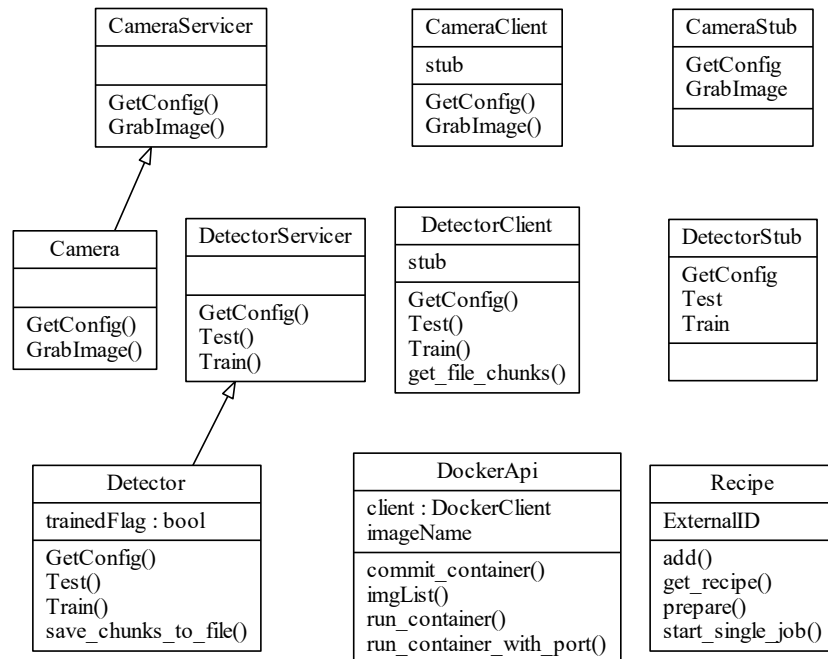 CameraServicer
GetConfig()
GrabImage()
CameraClient
stub
GetConfig()
GrabImage()
CameraStub
GetConfig
GrabImage
Camera
GetConfig()
GrabImage()
DetectorServicer
GetConfig()
Test()
Train()
DetectorClient
stub
GetConfig()
Test()
Train()
get_file_chunks()
DetectorStub
GetConfig
Test
Train
Detector
trainedFlag : bool
GetConfig()
Test()
Train()
save_chunks_to_file()
DockerApi
client : DockerClient
imageName
commit_container()
imgList()
run_container()
run_container_with_port()
Recipe
ExternalID
add()
get_recipe()
prepare()
start_single_job()